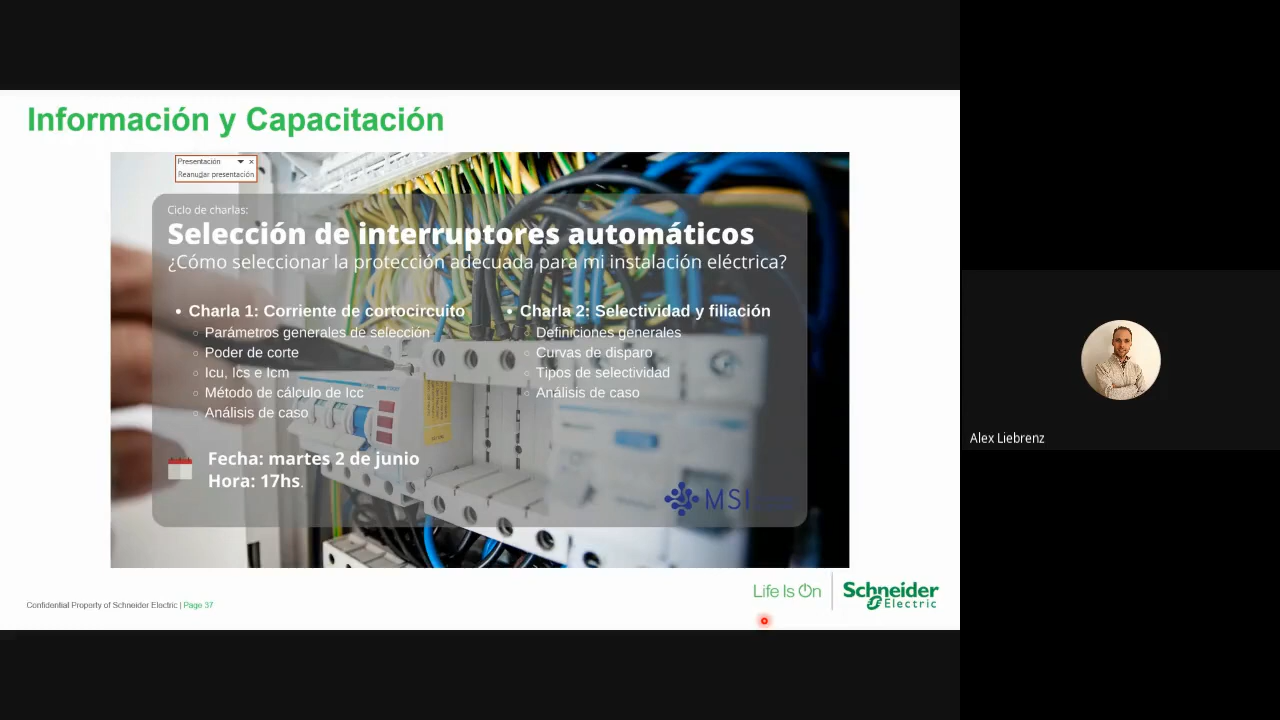 Información y Capacitación
Presentación
Reanudar presentación
Ciclo de charlas:
Selección de interruptores automáticos
¿Cómo seleccionar la protección adecuada para mi instalación eléctrica?
Charla 1: Corriente de cortocircuito
Parámetros generales de selección
Poder de corte
Icu, Ics e Icm
Método de cálculo de Icc
Análisis de caso
Charla 2: Selectividad y filiación
Definiciones generales
Curvas de disparo
Tipos de selectividad
Análisis de caso
Fecha: martes 2 de junio
Hora: 17hs.
MSI
Confidential Property of Schneider Electric | Page 37
Life Is On
Schneider
Electric
Alex Liebrenz